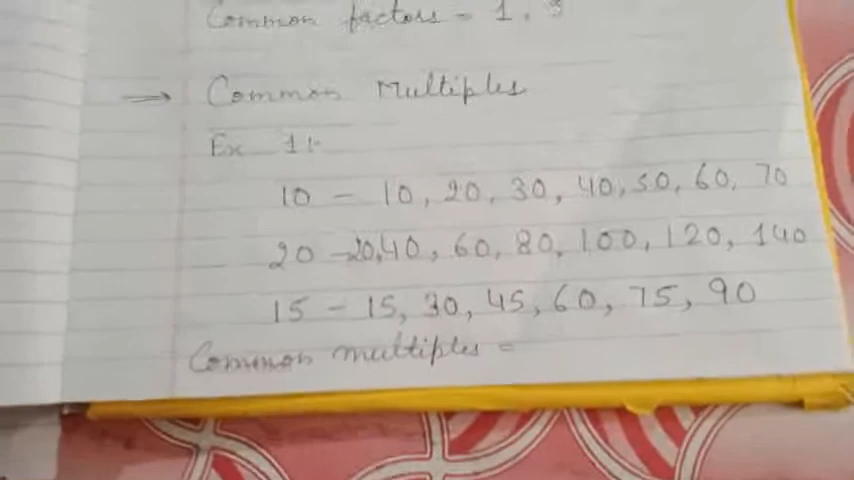 Common factors = 1, 3
→ Common Multiples
Ex 1:-
10 - 10, 20, 30, 40, 50, 60, 70
20 - 20, 40, 60, 80, 100, 120, 140
15 - 15, 30, 45, 60, 75, 90
Common multiples =